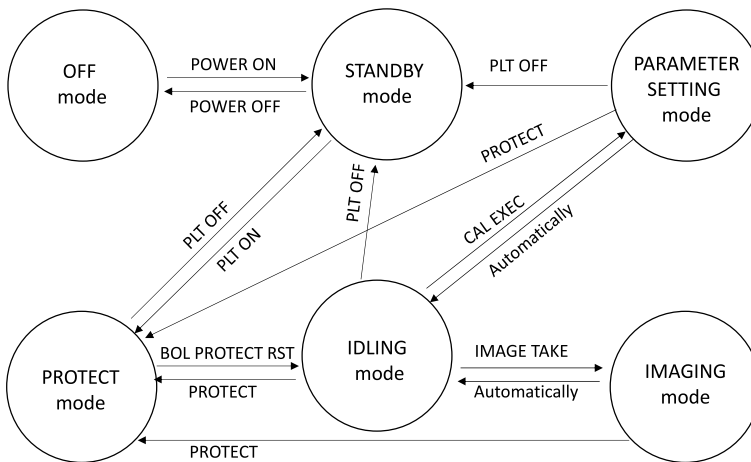 OFF
mode
POWER ON
POWER OFF
STANDBY
mode
PLT OFF
PARAMETER
SETTING
mode
PROTECT
PLT OFF
PLT ON
PLT OFF
CAL EXEC
Automatically
PROTECT
mode
BOL PROTECT RST
PROTECT
IDLING
mode
IMAGE TAKE
Automatically
IMAGING
mode
PROTECT